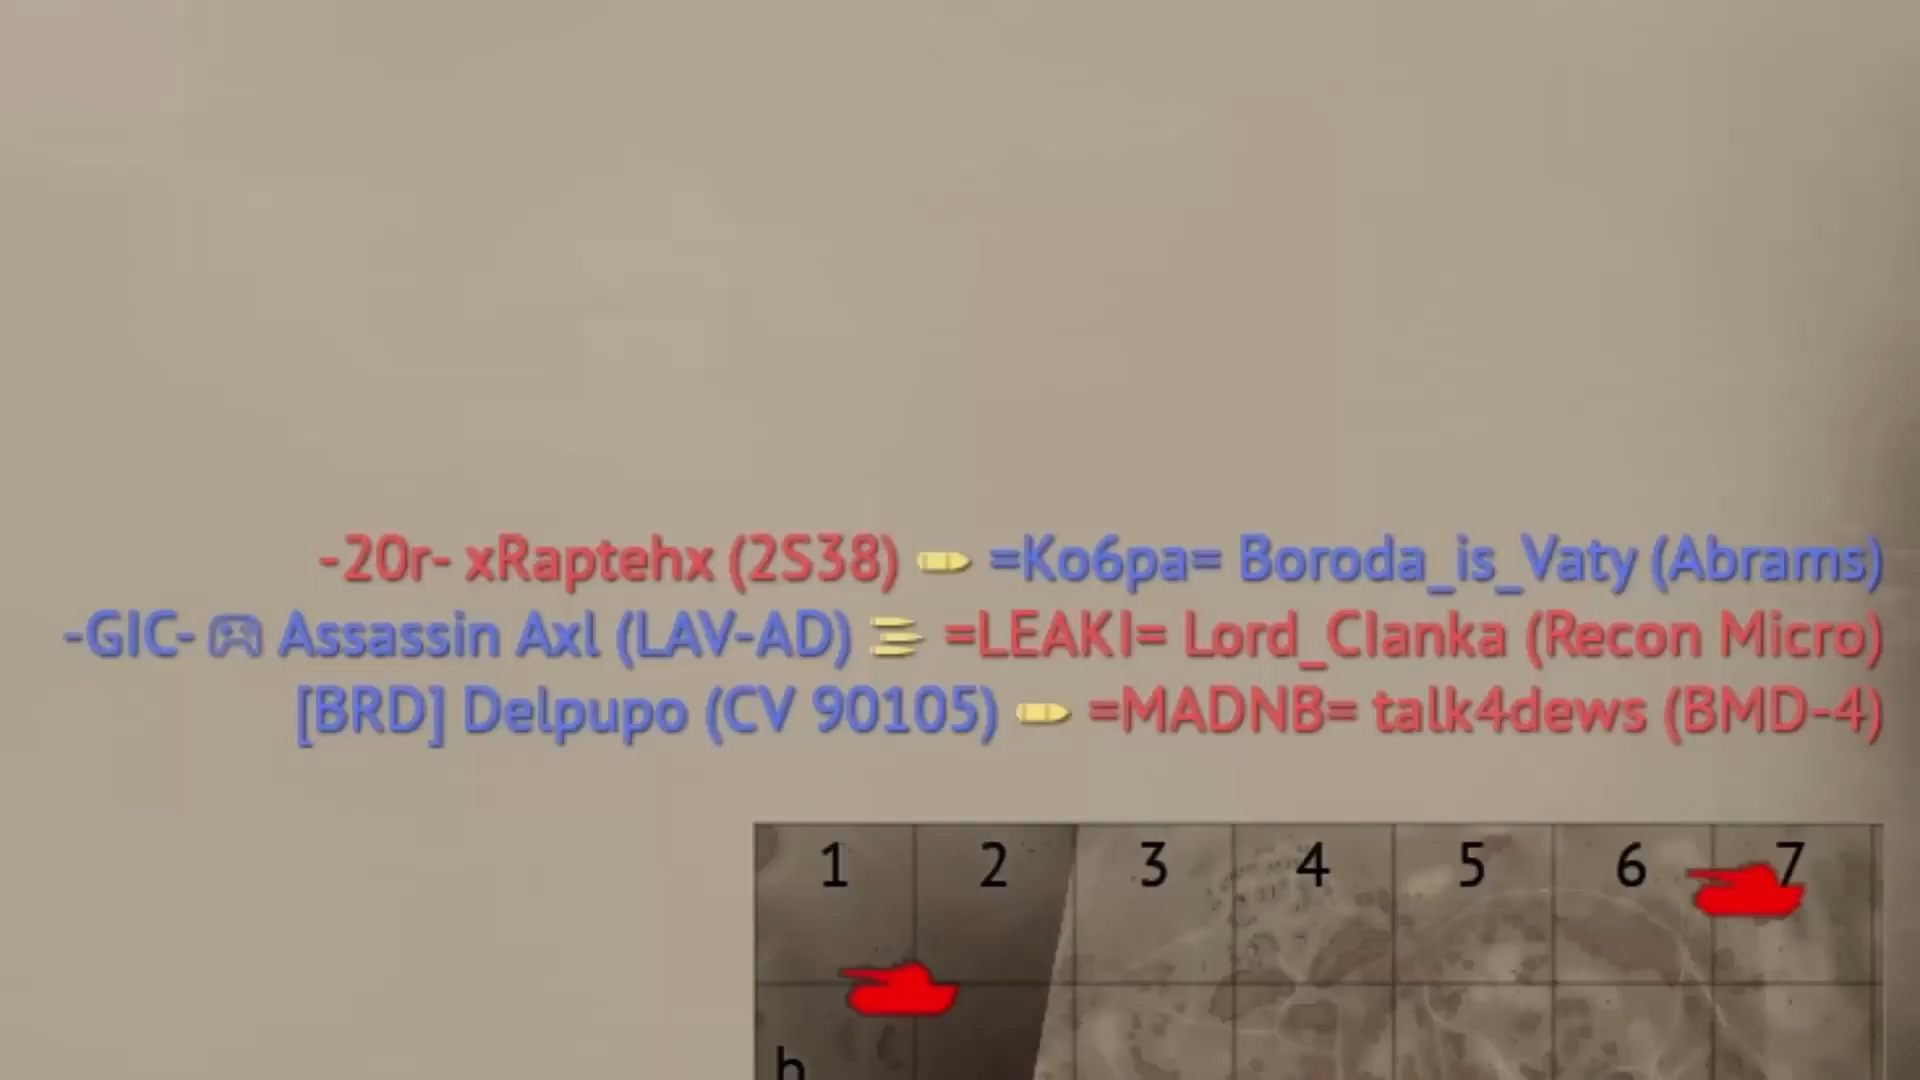 -20r- xRaptehx (2S38) =Ko6pa= Boroda_is_Vaty (Abrams)
-GIC- Assassin Axl (LAV-AD) =LEAKI= Lord_CIanka (Recon Micro)
[BRD] Delpupo (CV 90105) =MADNB= talk4dews (BMD-4)
1 2 3 4 5 6 7
h